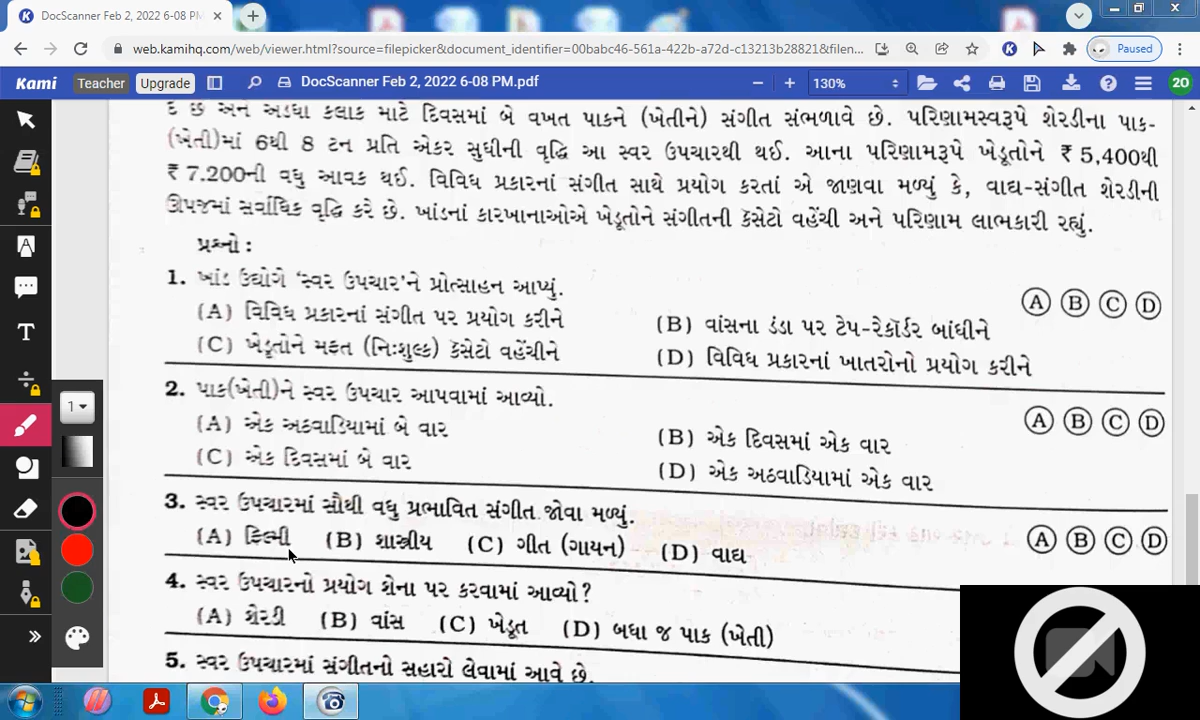 DocScanner Feb 2, 2022 6-08 PM
web.kamihq.com/web/viewer.html?source=filepicker&document_identifier=00babc46-561a-422b-a72d-c13213b28821&filen...
Paused
Kami Teacher Upgrade DocScanner Feb 2, 2022 6-08 PM.pdf 130% 20
દ છે અને અડધા કલાક માટે દિવસમાં બે વખત પાકને (ખેતીને) સંગીત સંભળાવે છે. પરિણામસ્વરૂપે શેરડીના પાક-
(ખેતી)માં 6થી 8 ટન પ્રતિ એકર સુધીની વૃદ્ધિ આ સ્વર ઉપચારથી થઈ. આના પરિણામરૂપે ખેડૂતોને ₹ 5,400થી
₹ 7.200ની વધુ આવક થઈ. વિવિધ પ્રકારનાં સંગીત સાથે પ્રયોગ કરતાં એ જાણવા મળ્યું કે, વાદ્ય-સંગીત શેરડીની
ઊપજમાં સર્વાધિક વૃદ્ધિ કરે છે. ખાંડનાં કારખાનાઓએ ખેડૂતોને સંગીતની કૅસેટો વહેંચી અને પરિણામ લાભકારી રહ્યું.
પ્રશ્નો :
1. ખાંડ ઉદ્યોગે ‘સ્વર ઉપચાર’ને પ્રોત્સાહન આપ્યું. A B C D
(A) વિવિધ પ્રકારનાં સંગીત પર પ્રયોગ કરીને (B) વાંસના ડંડા પર ટેપ-રેકૉર્ડર બાંધીને
(C) ખેડૂતોને મફત (નિઃશુલ્ક) કૅસેટો વહેંચીને (D) વિવિધ પ્રકારનાં ખાતરોનો પ્રયોગ કરીને
2. પાક(ખેતી)ને સ્વર ઉપચાર આપવામાં આવ્યો. A B C D
(A) એક અઠવાડિયામાં બે વાર (B) એક દિવસમાં એક વાર
(C) એક દિવસમાં બે વાર (D) એક અઠવાડિયામાં એક વાર
3. સ્વર ઉપચારમાં સૌથી વધુ પ્રભાવિત સંગીત જોવા મળ્યું. A B C D
(A) ફિલ્મી (B) શાસ્ત્રીય (C) ગીત (ગાયન) (D) વાદ્ય
4. સ્વર ઉપચારનો પ્રયોગ શેના પર કરવામાં આવ્યો?
(A) શેરડી (B) વાંસ (C) ખેડૂત (D) બધા જ પાક (ખેતી)
5. સ્વર ઉપચારમાં સંગીતનો સહારો લેવામાં આવે છે.